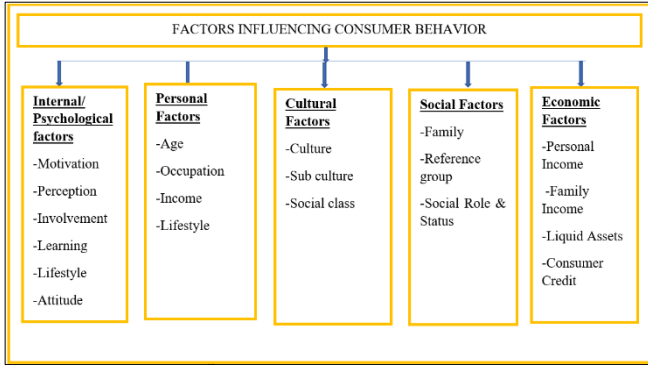 FACTORS INFLUENCING CONSUMER BEHAVIOR
Internal/
Psychological
factors
-Motivation
-Perception
-Involvement
-Learning
-Lifestyle
-Attitude
Personal
Factors
-Age
-Occupation
-Income
-Lifestyle
Cultural
Factors
-Culture
-Sub culture
-Social class
Social Factors
-Family
-Reference
group
-Social Role &
Status
Economic
Factors
-Personal
Income
-Family
Income
-Liquid Assets
-Consumer
Credit